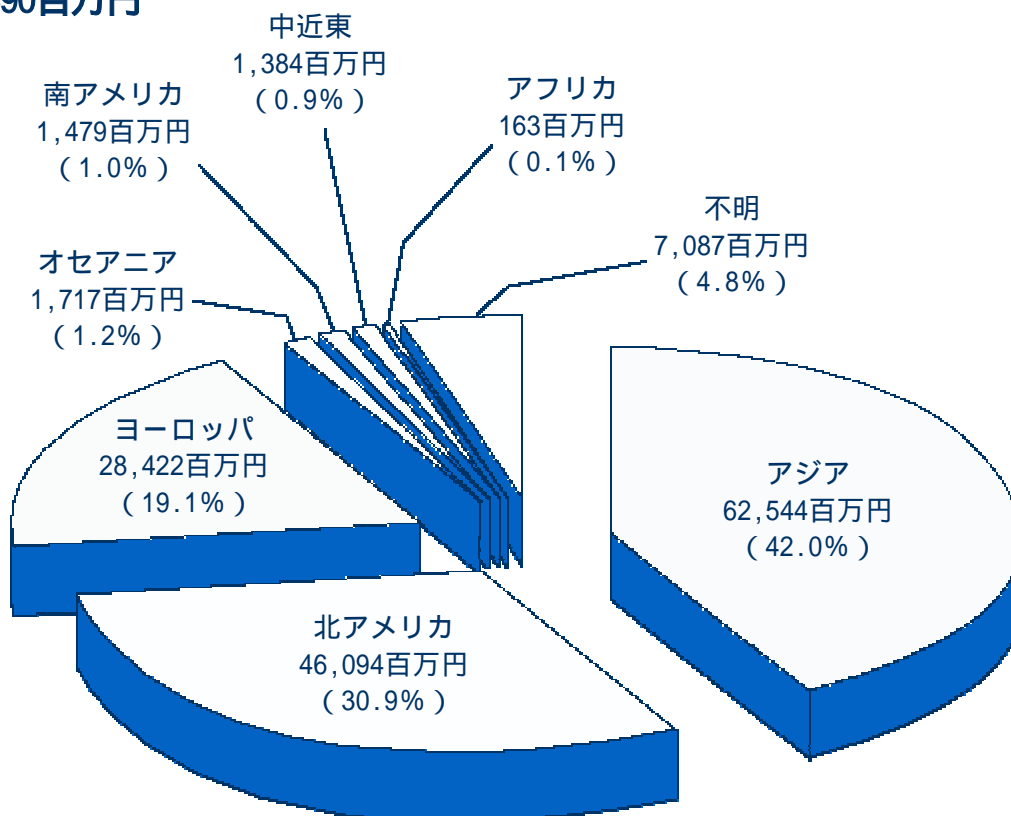 90百万円
中近東
1,384百万円
（0.9%）
南アメリカ
1,479百万円
（1.0%）
アフリカ
163百万円
（0.1%）
不明
7,087百万円
（4.8%）
オセアニア
1,717百万円
（1.2%）
ヨーロッパ
28,422百万円
（19.1%）
アジア
62,544百万円
（42.0%）
北アメリカ
46,094百万円
（30.9%）